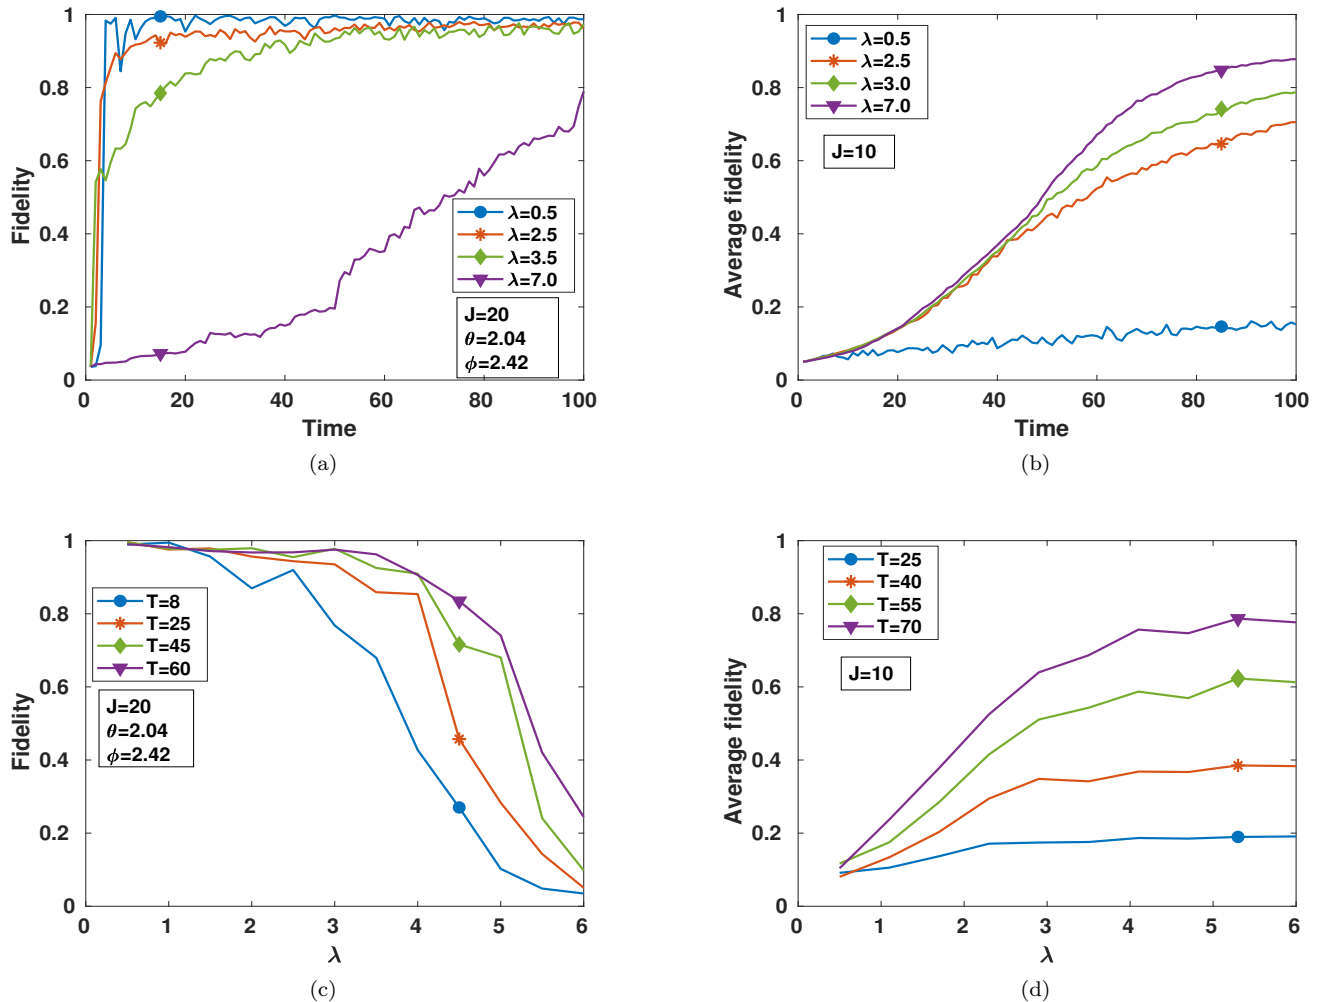 1
0.8
0.6
0.4
0.2
0
Fidelity
0 20 40 60 80 100
Time
λ=0.5
λ=2.5
λ=3.5
λ=7.0
J=20
θ=2.04
ϕ=2.42
(a)
1
0.8
0.6
0.4
0.2
0
Average fidelity
0 20 40 60 80 100
Time
λ=0.5
λ=2.5
λ=3.0
λ=7.0
J=10
(b)
1
0.8
0.6
0.4
0.2
0
Fidelity
0 1 2 3 4 5 6
λ
T=8
T=25
T=45
T=60
J=20
θ=2.04
ϕ=2.42
(c)
1
0.8
0.6
0.4
0.2
0
Average fidelity
0 1 2 3 4 5 6
λ
T=25
T=40
T=55
T=70
J=10
(d)